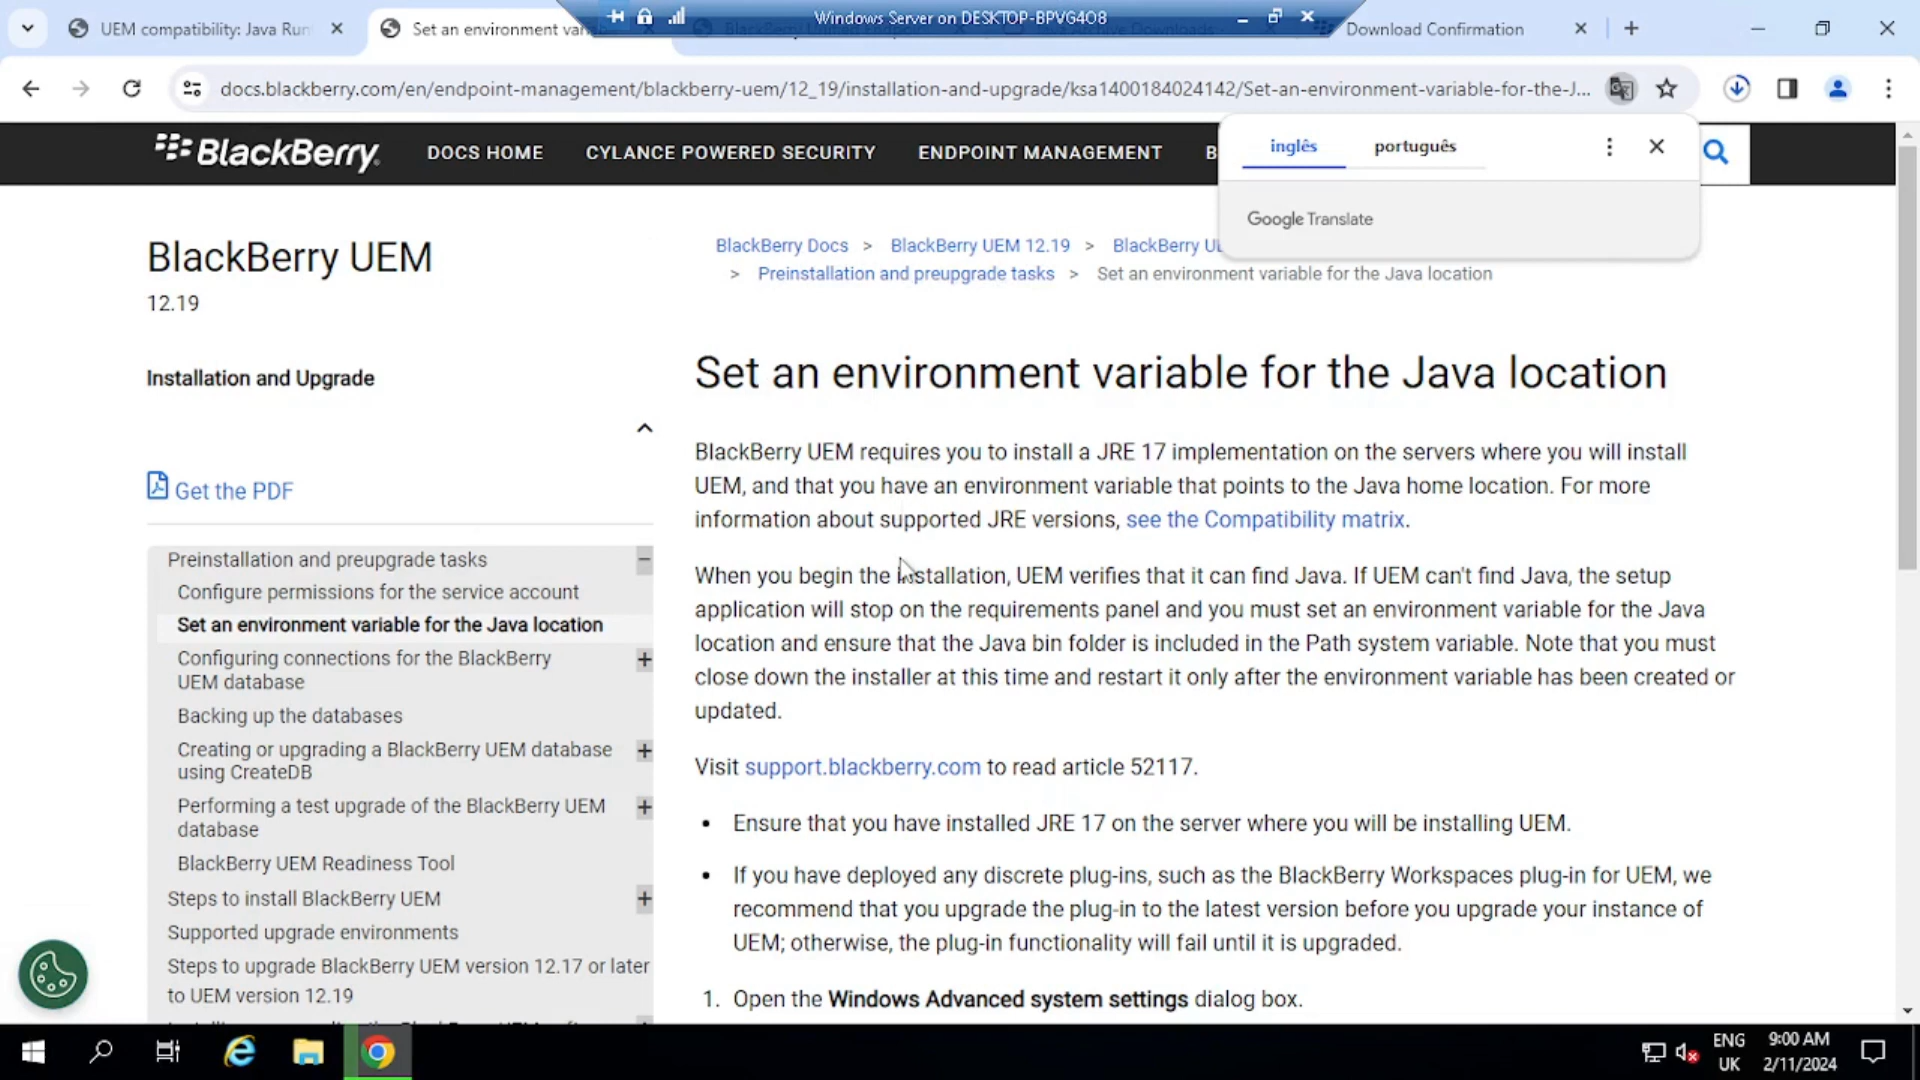 UEM compatibility: Java Run
Set an environment vari
Windows Server on DESKTOP-BPVG4O8
Download Confirmation
docs.blackberry.com/en/endpoint-management/blackberry-uem/12_19/installation-and-upgrade/ksa1400184024142/Set-an-environment-variable-for-the-J...
BlackBerry
DOCS HOME
CYLANCE POWERED SECURITY
ENDPOINT MANAGEMENT
B
inglês
português
Google Translate
BlackBerry UEM
12.19
Installation and Upgrade
Get the PDF
Preinstallation and preupgrade tasks
Configure permissions for the service account
Set an environment variable for the Java location
Configuring connections for the BlackBerry
UEM database
Backing up the databases
Creating or upgrading a BlackBerry UEM database
using CreateDB
Performing a test upgrade of the BlackBerry UEM
database
BlackBerry UEM Readiness Tool
Steps to install BlackBerry UEM
Supported upgrade environments
Steps to upgrade BlackBerry UEM version 12.17 or later
to UEM version 12.19
BlackBerry Docs > BlackBerry UEM 12.19 > BlackBerry
> Preinstallation and preupgrade tasks > Set an environment variable for the Java location
Set an environment variable for the Java location
BlackBerry UEM requires you to install a JRE 17 implementation on the servers where you will install
UEM, and that you have an environment variable that points to the Java home location. For more
information about supported JRE versions, see the Compatibility matrix.
When you begin the installation, UEM verifies that it can find Java. If UEM can't find Java, the setup
application will stop on the requirements panel and you must set an environment variable for the Java
location and ensure that the Java bin folder is included in the Path system variable. Note that you must
close down the installer at this time and restart it only after the environment variable has been created or
updated.
Visit support.blackberry.com to read article 52117.
• Ensure that you have installed JRE 17 on the server where you will be installing UEM.
• If you have deployed any discrete plug-ins, such as the BlackBerry Workspaces plug-in for UEM, we
recommend that you upgrade the plug-in to the latest version before you upgrade your instance of
UEM; otherwise, the plug-in functionality will fail until it is upgraded.
1. Open the Windows Advanced system settings dialog box.
ENG
UK
9:00 AM
2/11/2024